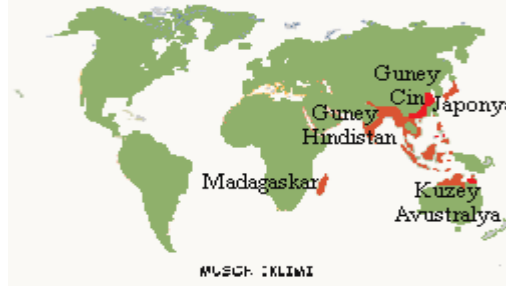 Guney
Cin
Japonya
Guney
Hindistan
Madagaskar
Kuzey
Avustralya
MUSON IKLIMI